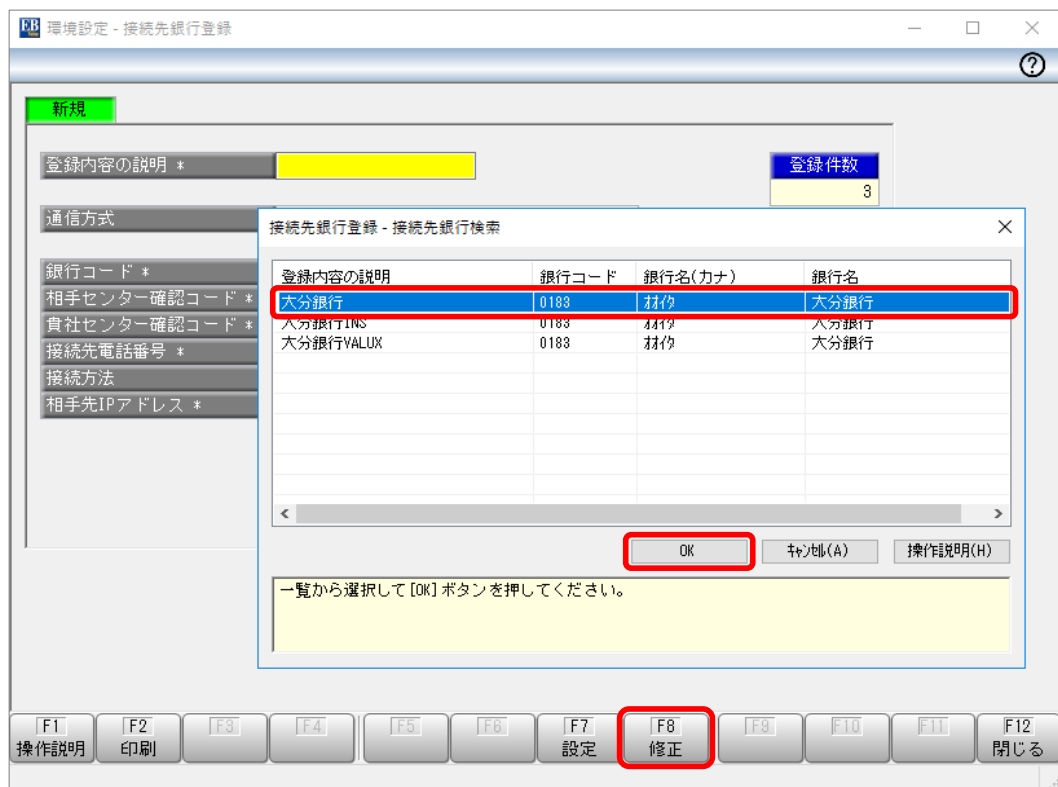 EB 環境設定 - 接続先銀行登録
新規
登録内容の説明 *
登録件数
3
通信方式
銀行コード *
相手センター確認コード *
貴社センター確認コード *
接続先電話番号 *
接続方法
相手先IPアドレス *
接続先銀行登録 - 接続先銀行検索
登録内容の説明 銀行コード 銀行名(カナ) 銀行名
大分銀行 0183 ｵｵｲﾀ 大分銀行
大分銀行INS 0183 ｵｵｲﾀ 大分銀行
大分銀行VALUX 0183 ｵｵｲﾀ 大分銀行
OK ｷｬﾝｾﾙ(A) 操作説明(H)
一覧から選択して[OK]ボタンを押してください。
F1 F2 F3 F4 F5 F6 F7 F8 F9 F10 F11 F12
操作説明 印刷 設定 修正 閉じる